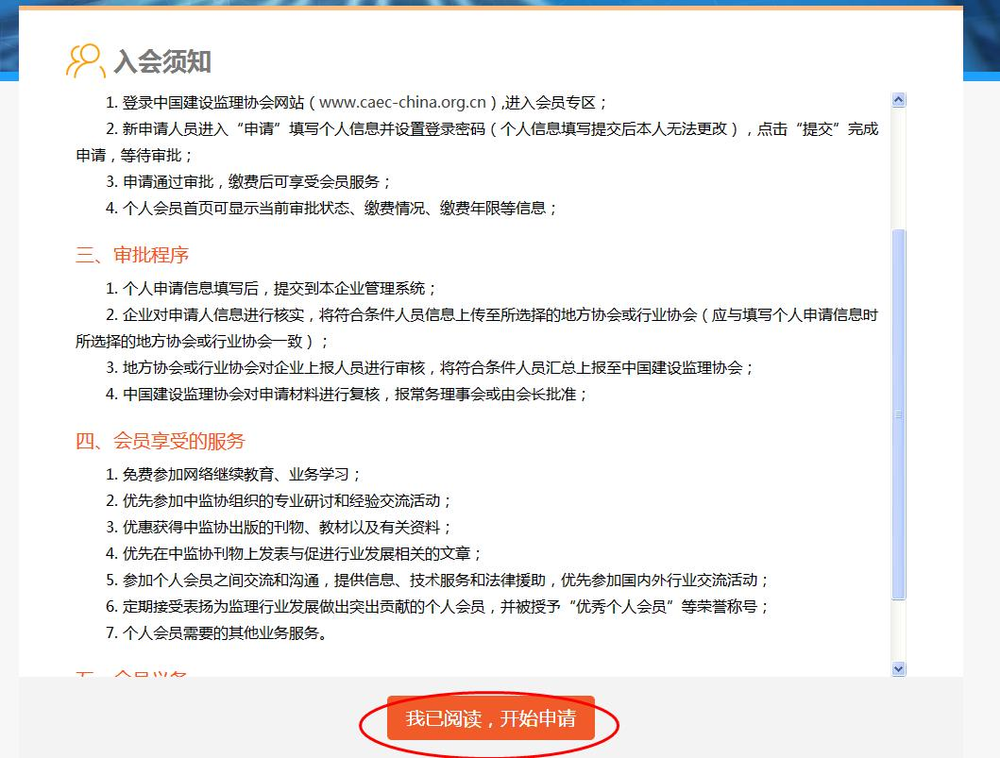 入会须知
1. 登录中国建设监理协会网站（www.caec-china.org.cn）,进入会员专区；
2. 新申请人员进入“申请”填写个人信息并设置登录密码（个人信息填写提交后本人无法更改），点击“提交”完成
申请，等待审批；
3. 申请通过审批，缴费后可享受会员服务；
4. 个人会员首页可显示当前审批状态、缴费情况、缴费年限等信息；
三、审批程序
1. 个人申请信息填写后，提交到本企业管理系统；
2. 企业对申请人信息进行核实，将符合条件人员信息上传至所选择的地方协会或行业协会（应与填写个人申请信息时
所选择的地方协会或行业协会一致）；
3. 地方协会或行业协会对企业上报人员进行审核，将符合条件人员汇总上报至中国建设监理协会；
4. 中国建设监理协会对申请材料进行复核，报常务理事会或由会长批准；
四、会员享受的服务
1. 免费参加网络继续教育、业务学习；
2. 优先参加中监协组织的专业研讨和经验交流活动；
3. 优惠获得中监协出版的刊物、教材以及有关资料；
4. 优先在中监协刊物上发表与促进行业发展相关的文章；
5. 参加个人会员之间交流和沟通，提供信息、技术服务和法律援助，优先参加国内外行业交流活动；
6. 定期接受表扬为监理行业发展做出突出贡献的个人会员，并被授予“优秀个人会员”等荣誉称号；
7. 个人会员需要的其他业务服务。
五、会员义务
我已阅读，开始申请